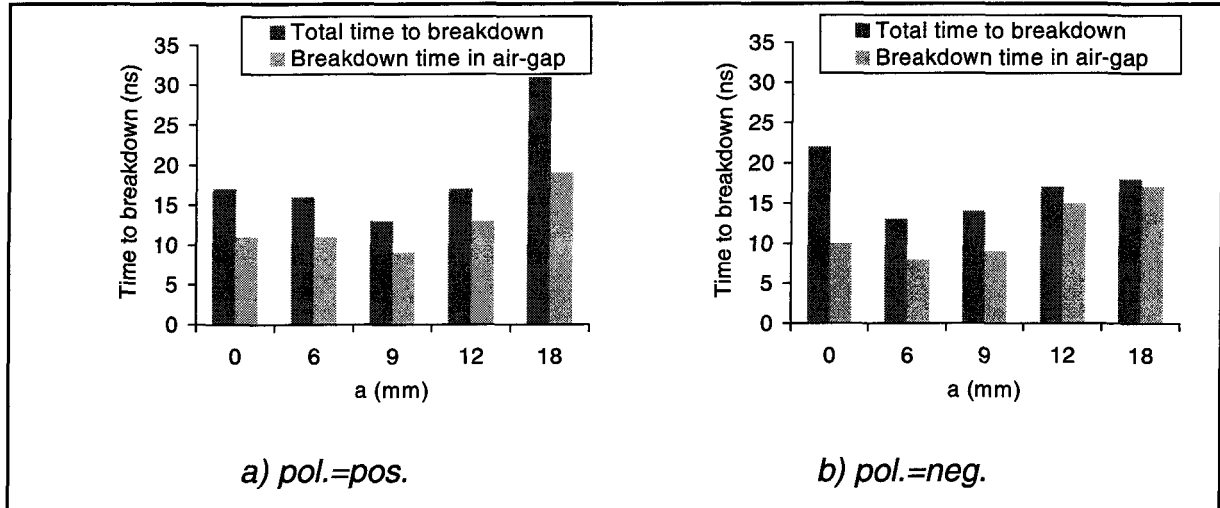 Total time to breakdown
Breakdown time in air-gap
Time to breakdown (ns)
35
30
25
20
15
10
5
0
0 6 9 12 18
a (mm)
a) pol.=pos.
Total time to breakdown
Breakdown time in air-gap
Time to breakdown (ns)
35
30
25
20
15
10
5
0
0 6 9 12 18
a (mm)
b) pol.=neg.